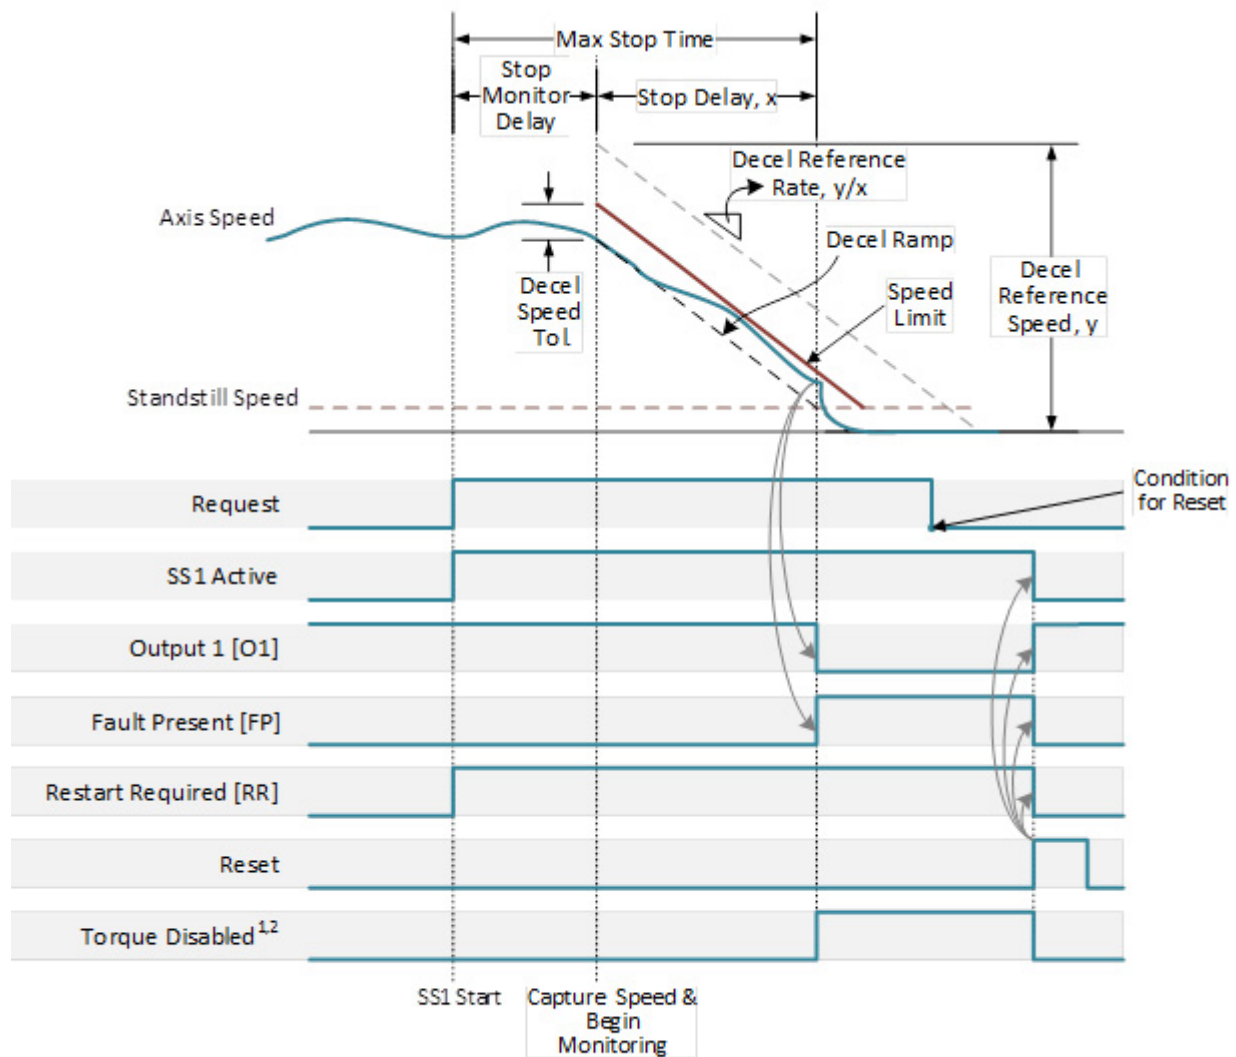 Max Stop Time
Stop
Monitor
Delay
Stop Delay, x
Decel Reference
Rate, y/x
Axis Speed
Decel Ramp
Decel
Speed
Tol.
Speed
Limit
Decel
Reference
Speed, y
Standstill Speed
Condition
for Reset
Request
SS1 Active
Output 1 [O1]
Fault Present [FP]
Restart Required [RR]
Reset
Torque Disabled1,2
SS1 Start
Capture Speed &
Begin
Monitoring